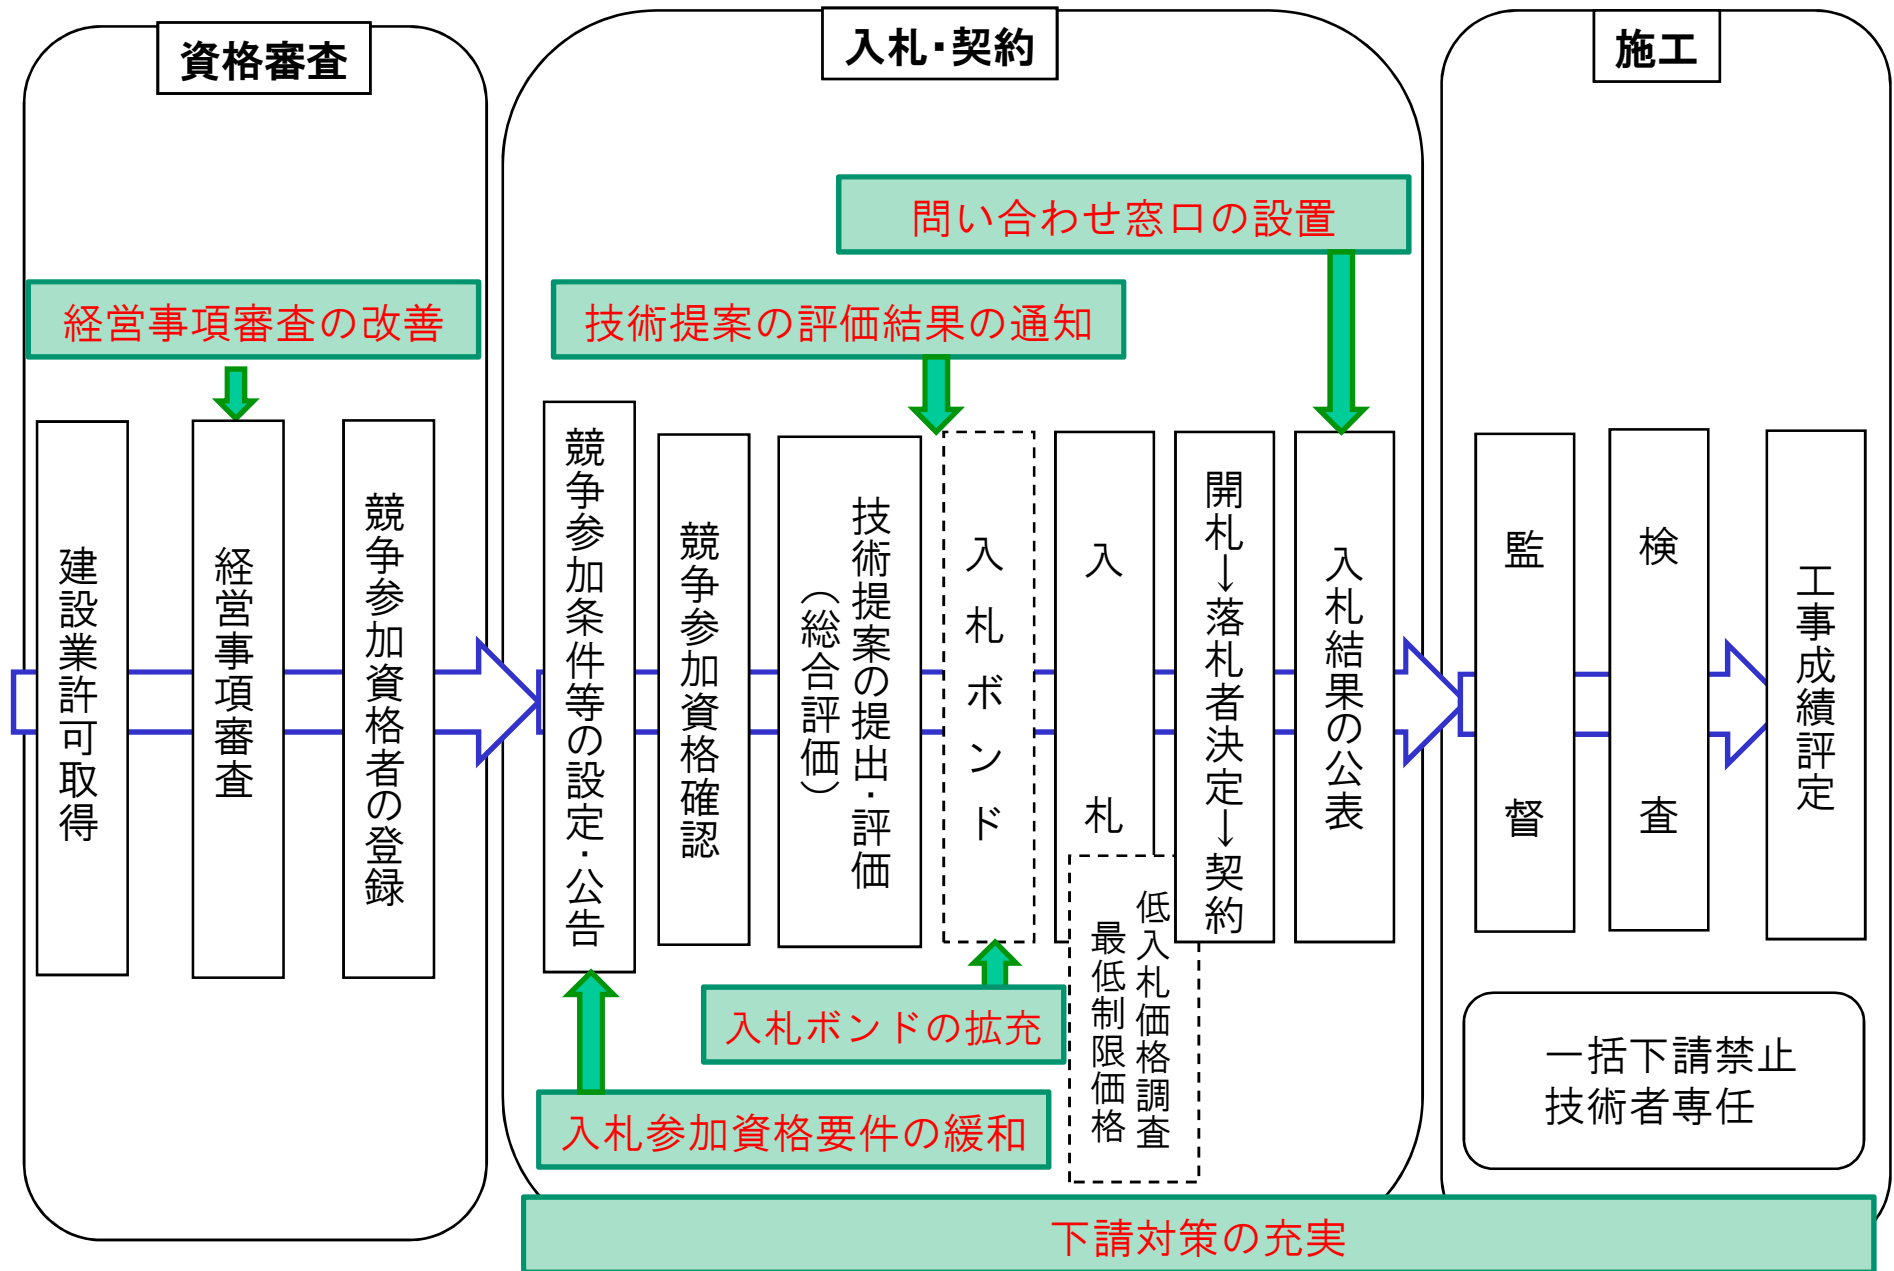 資格審査
入札・契約
施工
問い合わせ窓口の設置
経営事項審査の改善
技術提案の評価結果の通知
建設業許可取得
経営事項審査
競争参加資格者の登録
競争参加条件等の設定・公告
競争参加資格確認
技術提案の提出・評価
（総合評価）
入札ボンド
入札
低入札価格調査
最低制限価格
開札→落札者決定→契約
入札結果の公表
監督
検査
工事成績評定
入札ボンドの拡充
入札参加資格要件の緩和
一括下請禁止
技術者専任
下請対策の充実